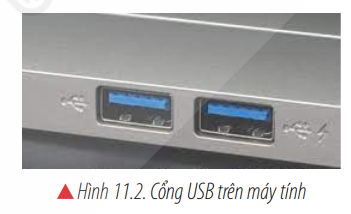 ▲ Hình 11.2. Cổng USB trên máy tính